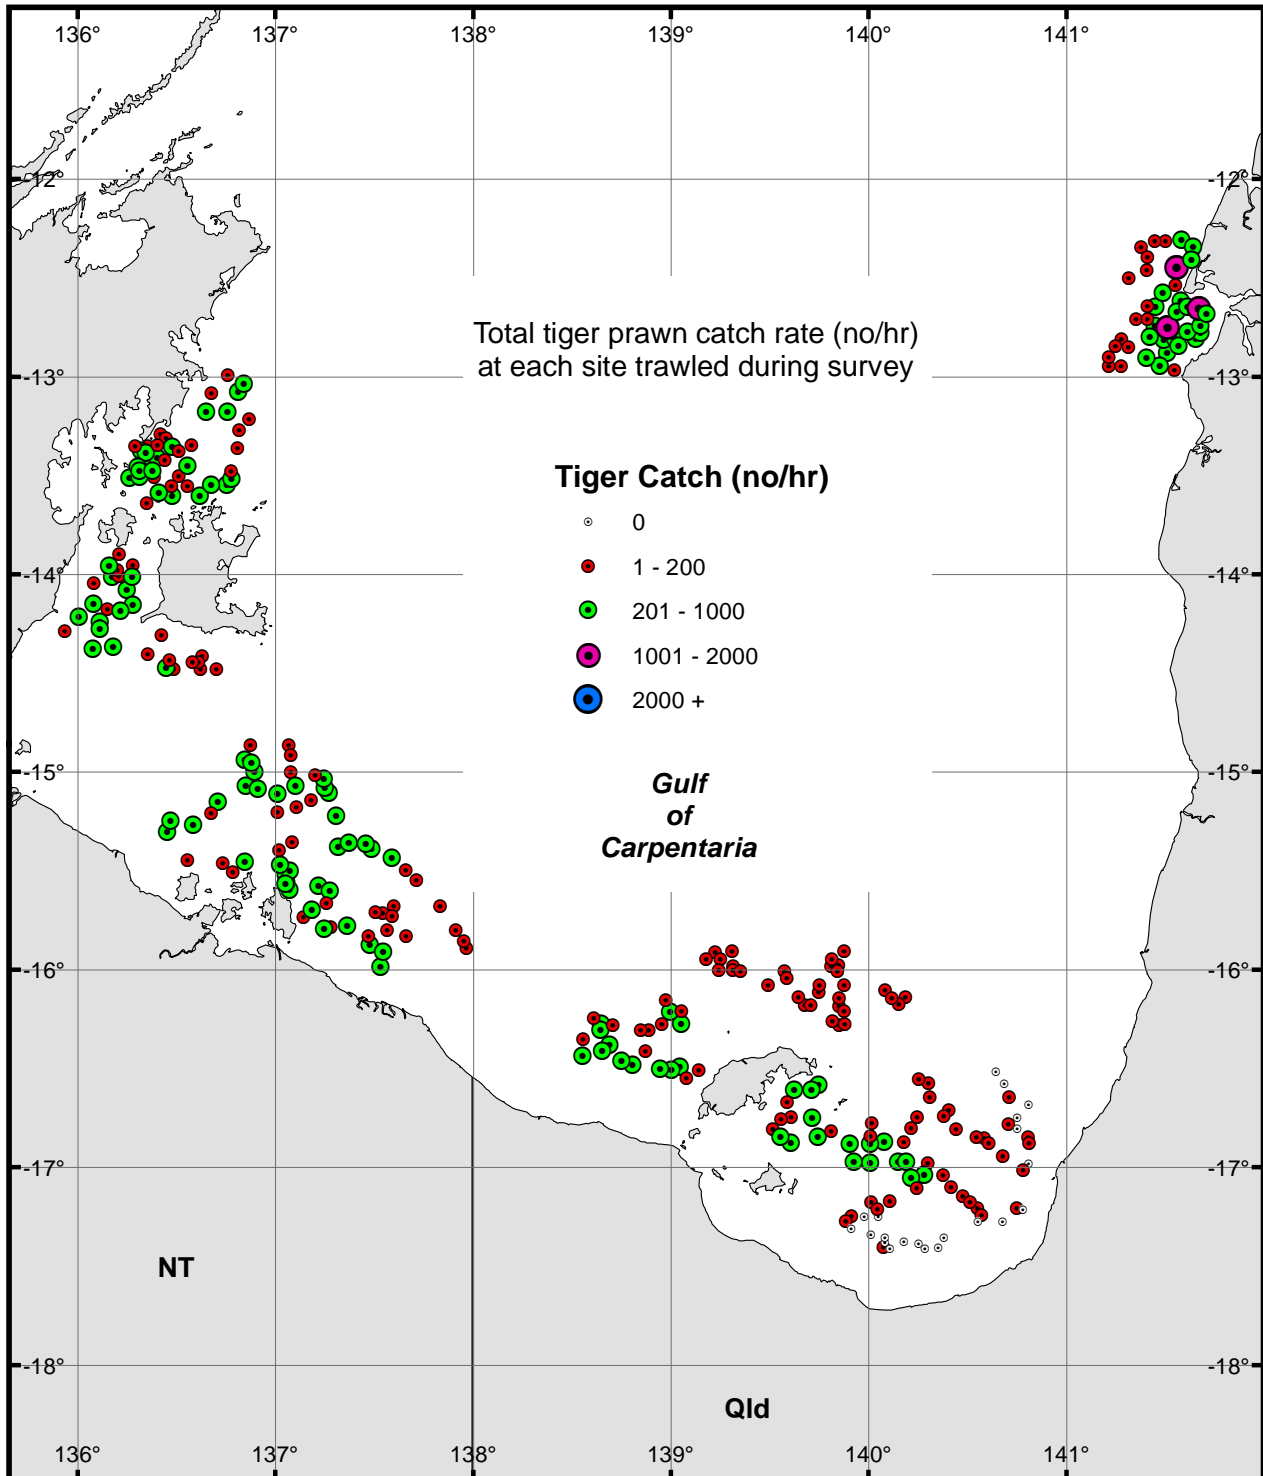 136° 137° 138° 139° 140° 141°
-12° -12°
Total tiger prawn catch rate (no/hr)
at each site trawled during survey
-13° -13°
Tiger Catch (no/hr)
0
1 - 200
201 - 1000
1001 - 2000
2000 +
-14° -14°
-15° -15°
Gulf
of
Carpentaria
-16° -16°
-17° -17°
NT
-18° -18°
Qld
136° 137° 138° 139° 140° 141°